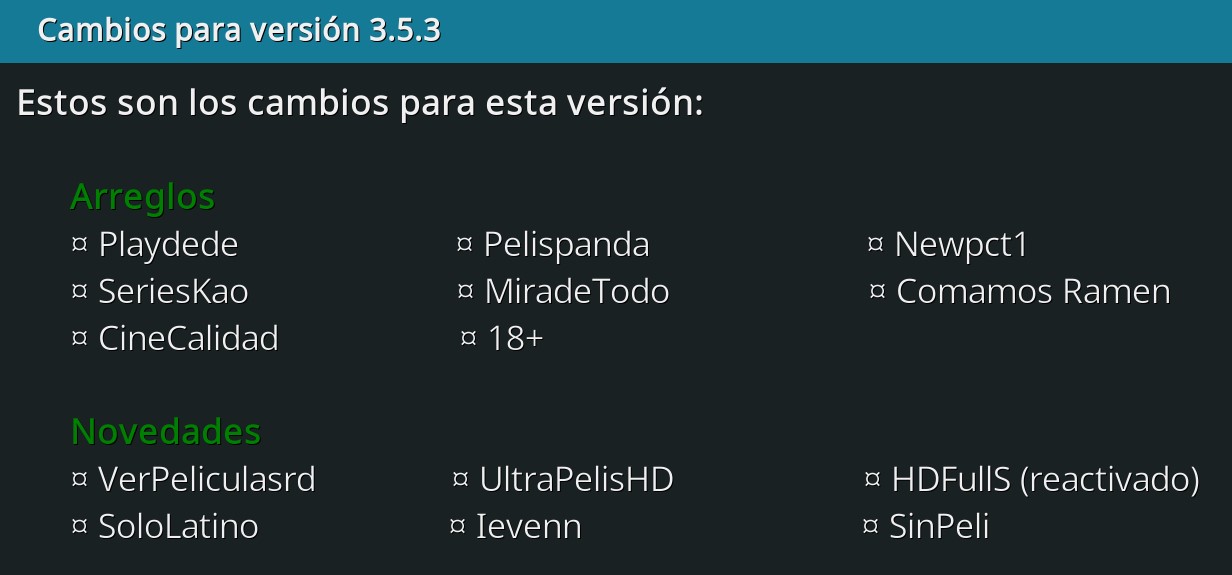 Cambios para versión 3.5.3
Estos son los cambios para esta versión:
Arreglos
¤ Playdede ¤ Pelispanda ¤ Newpct1
¤ SeriesKao ¤ MiradeTodo ¤ Comamos Ramen
¤ CineCalidad ¤ 18+
Novedades
¤ VerPeliculasrd ¤ UltraPelisHD ¤ HDFullS (reactivado)
¤ SoloLatino ¤ Ievenn ¤ SinPeli